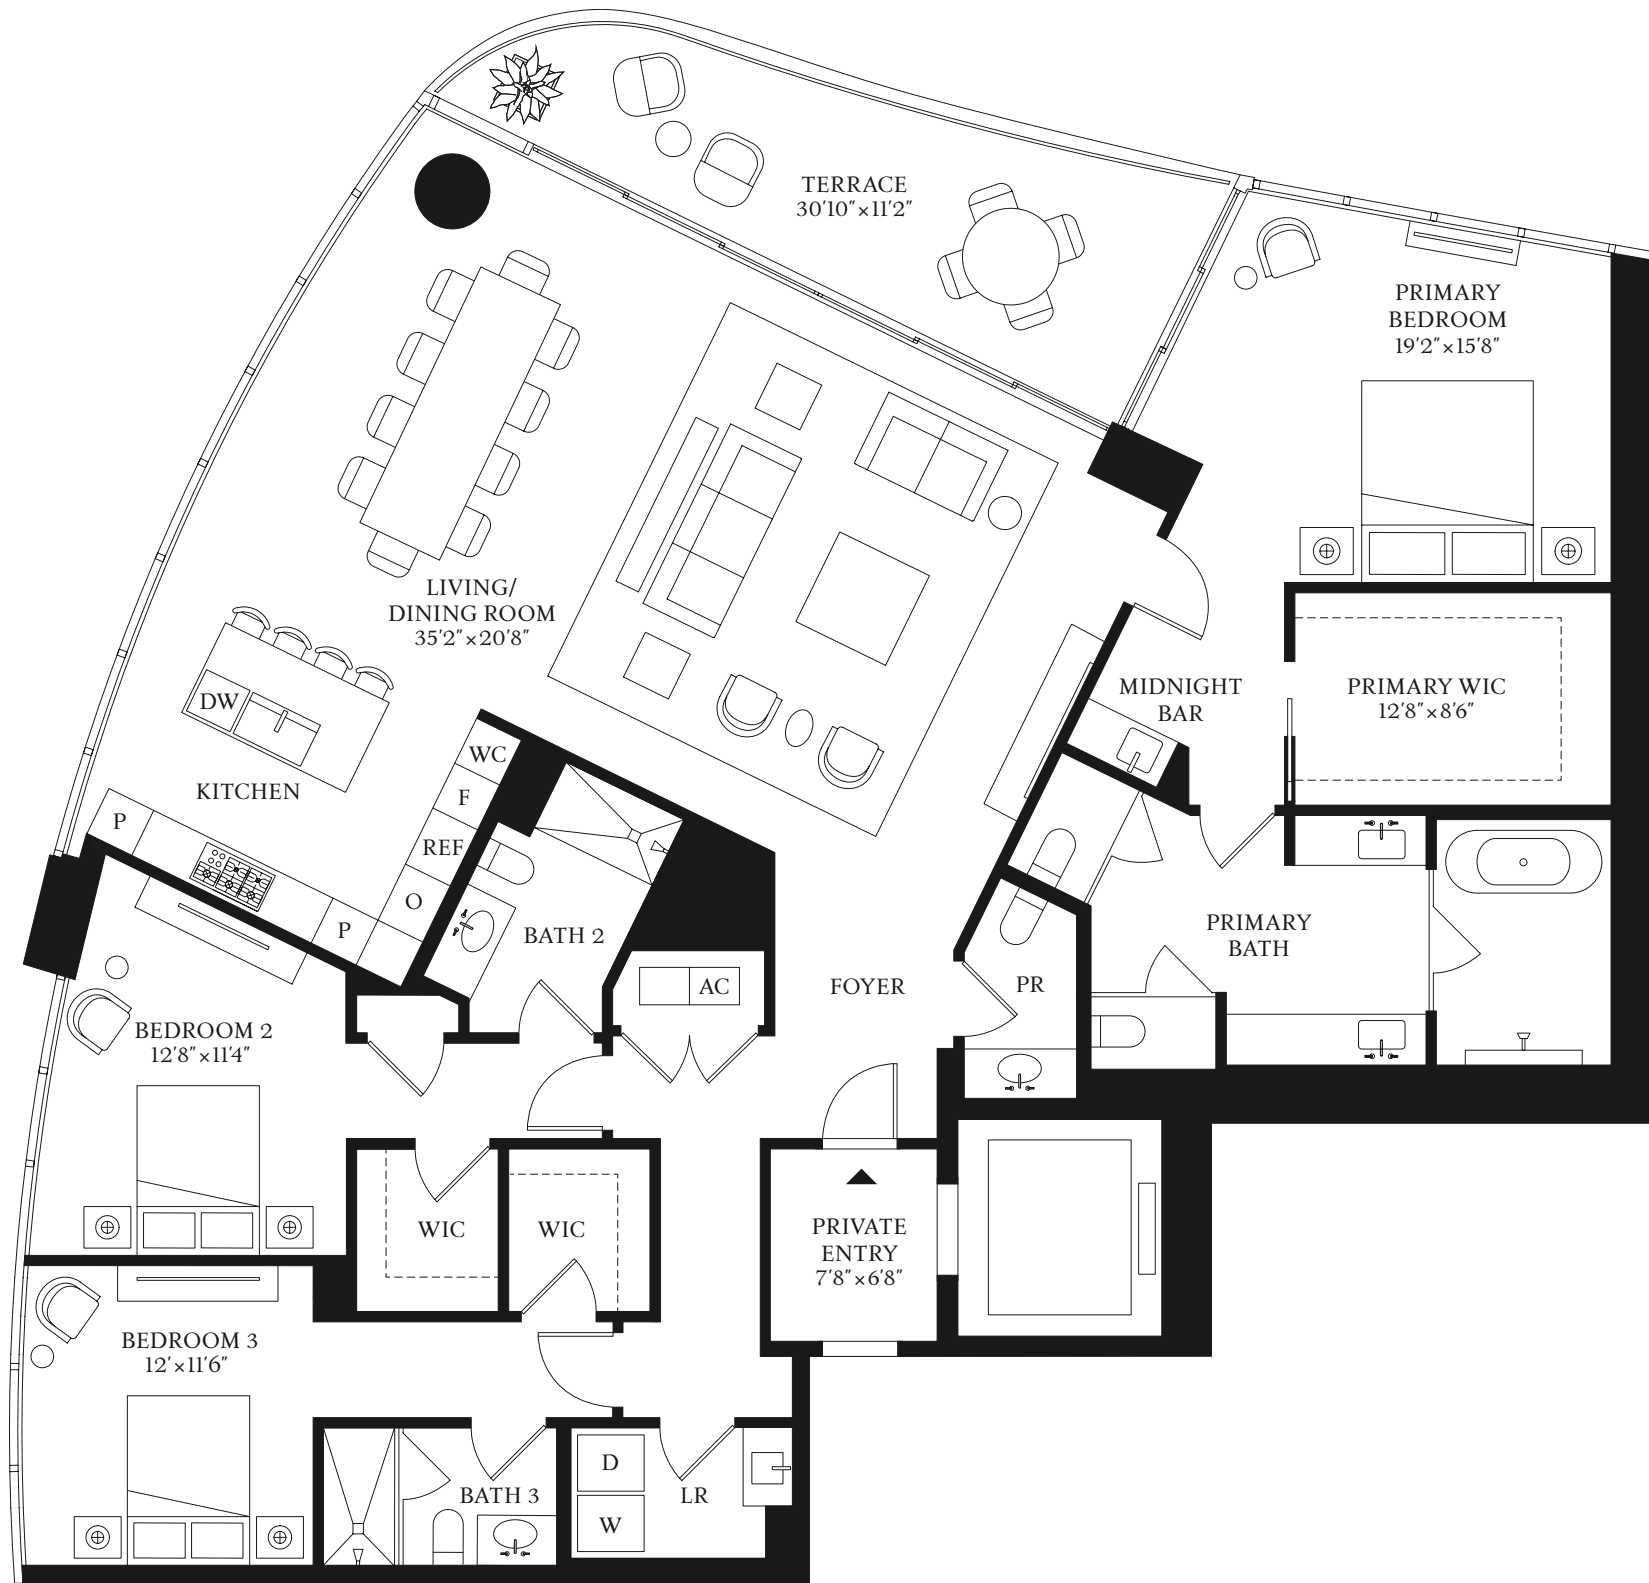 TERRACE
30'10"×11'2"
PRIMARY
BEDROOM
19'2"×15'8"
LIVING/
DINING ROOM
35'2"×20'8"
MIDNIGHT
BAR
PRIMARY WIC
12'8"×8'6"
DW
WC
F
REF
O
KITCHEN
P
P
BATH 2
AC
FOYER
PR
PRIMARY
BATH
BEDROOM 2
12'8"×11'4"
WIC
WIC
PRIVATE
ENTRY
7'8"×6'8"
BEDROOM 3
12'×11'6"
BATH 3
D
W
LR